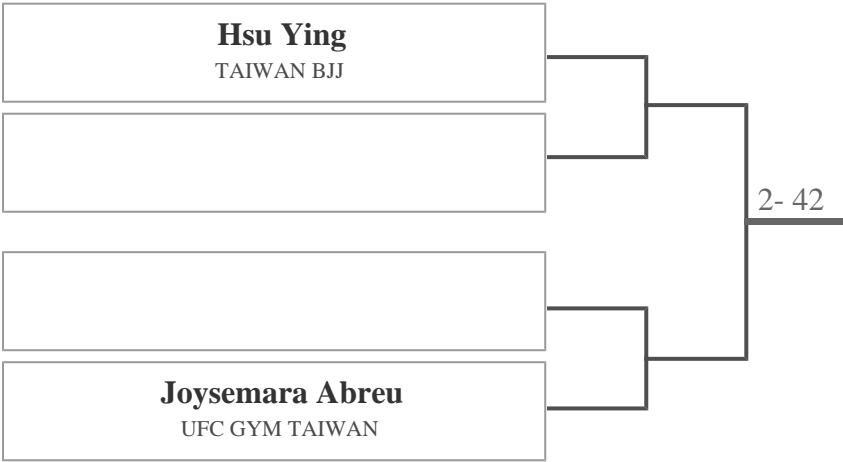 Hsu Ying
TAIWAN BJJ
2- 42
Joysemara Abreu
UFC GYM TAIWAN